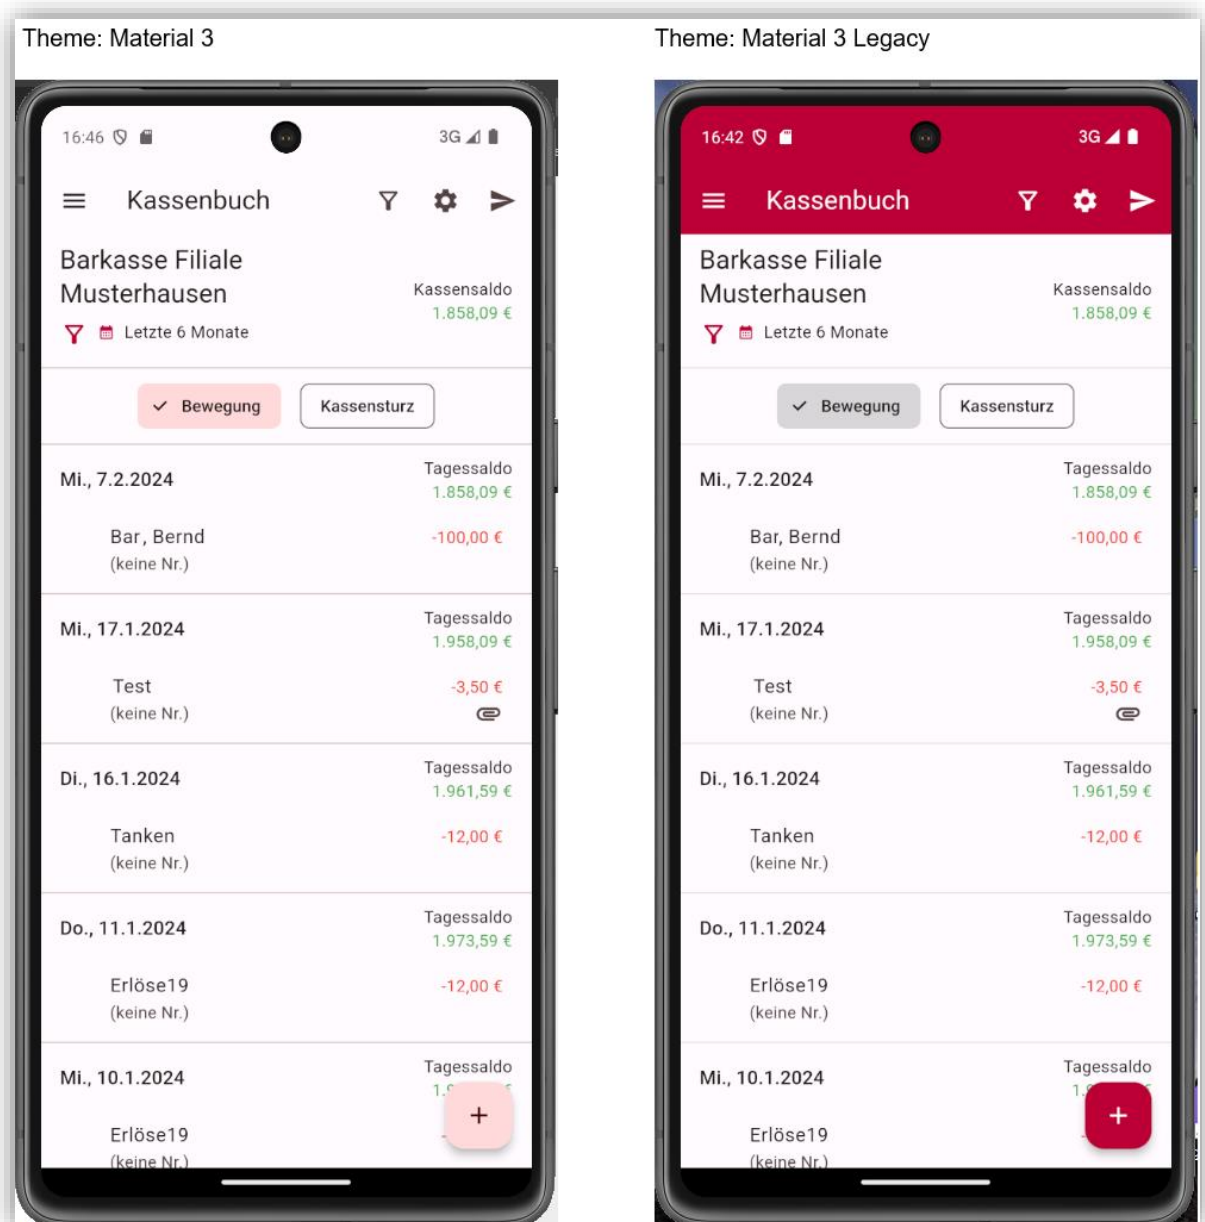 Theme: Material 3
16:46
3G
Kassenbuch
Barkasse Filiale
Musterhausen
Kassensaldo
1.858,09 €
Letzte 6 Monate
Bewegung
Kassensturz
Mi., 7.2.2024
Tagessaldo
1.858,09 €
Bar, Bernd
-100,00 €
(keine Nr.)
Mi., 17.1.2024
Tagessaldo
1.958,09 €
Test
-3,50 €
(keine Nr.)
Di., 16.1.2024
Tagessaldo
1.961,59 €
Tanken
-12,00 €
(keine Nr.)
Do., 11.1.2024
Tagessaldo
1.973,59 €
Erlöse19
-12,00 €
(keine Nr.)
Mi., 10.1.2024
Tagessaldo
Erlöse19
(keine Nr.)
Theme: Material 3 Legacy
16:42
3G
Kassenbuch
Barkasse Filiale
Musterhausen
Kassensaldo
1.858,09 €
Letzte 6 Monate
Bewegung
Kassensturz
Mi., 7.2.2024
Tagessaldo
1.858,09 €
Bar, Bernd
-100,00 €
(keine Nr.)
Mi., 17.1.2024
Tagessaldo
1.958,09 €
Test
-3,50 €
(keine Nr.)
Di., 16.1.2024
Tagessaldo
1.961,59 €
Tanken
-12,00 €
(keine Nr.)
Do., 11.1.2024
Tagessaldo
1.973,59 €
Erlöse19
-12,00 €
(keine Nr.)
Mi., 10.1.2024
Tagessaldo
Erlöse19
(keine Nr.)